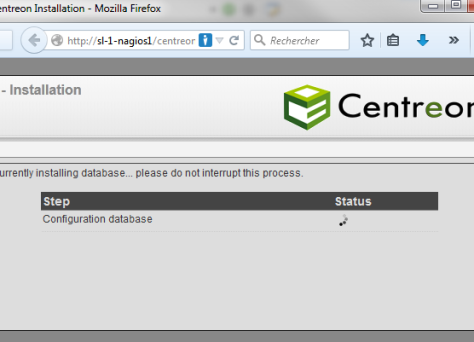 entreon Installation - Mozilla Firefox
http://sl-1-nagios1/centreor
Rechercher
- Installation
Centreon
urrently installing database... please do not interrupt this process.
Step Status
Configuration database